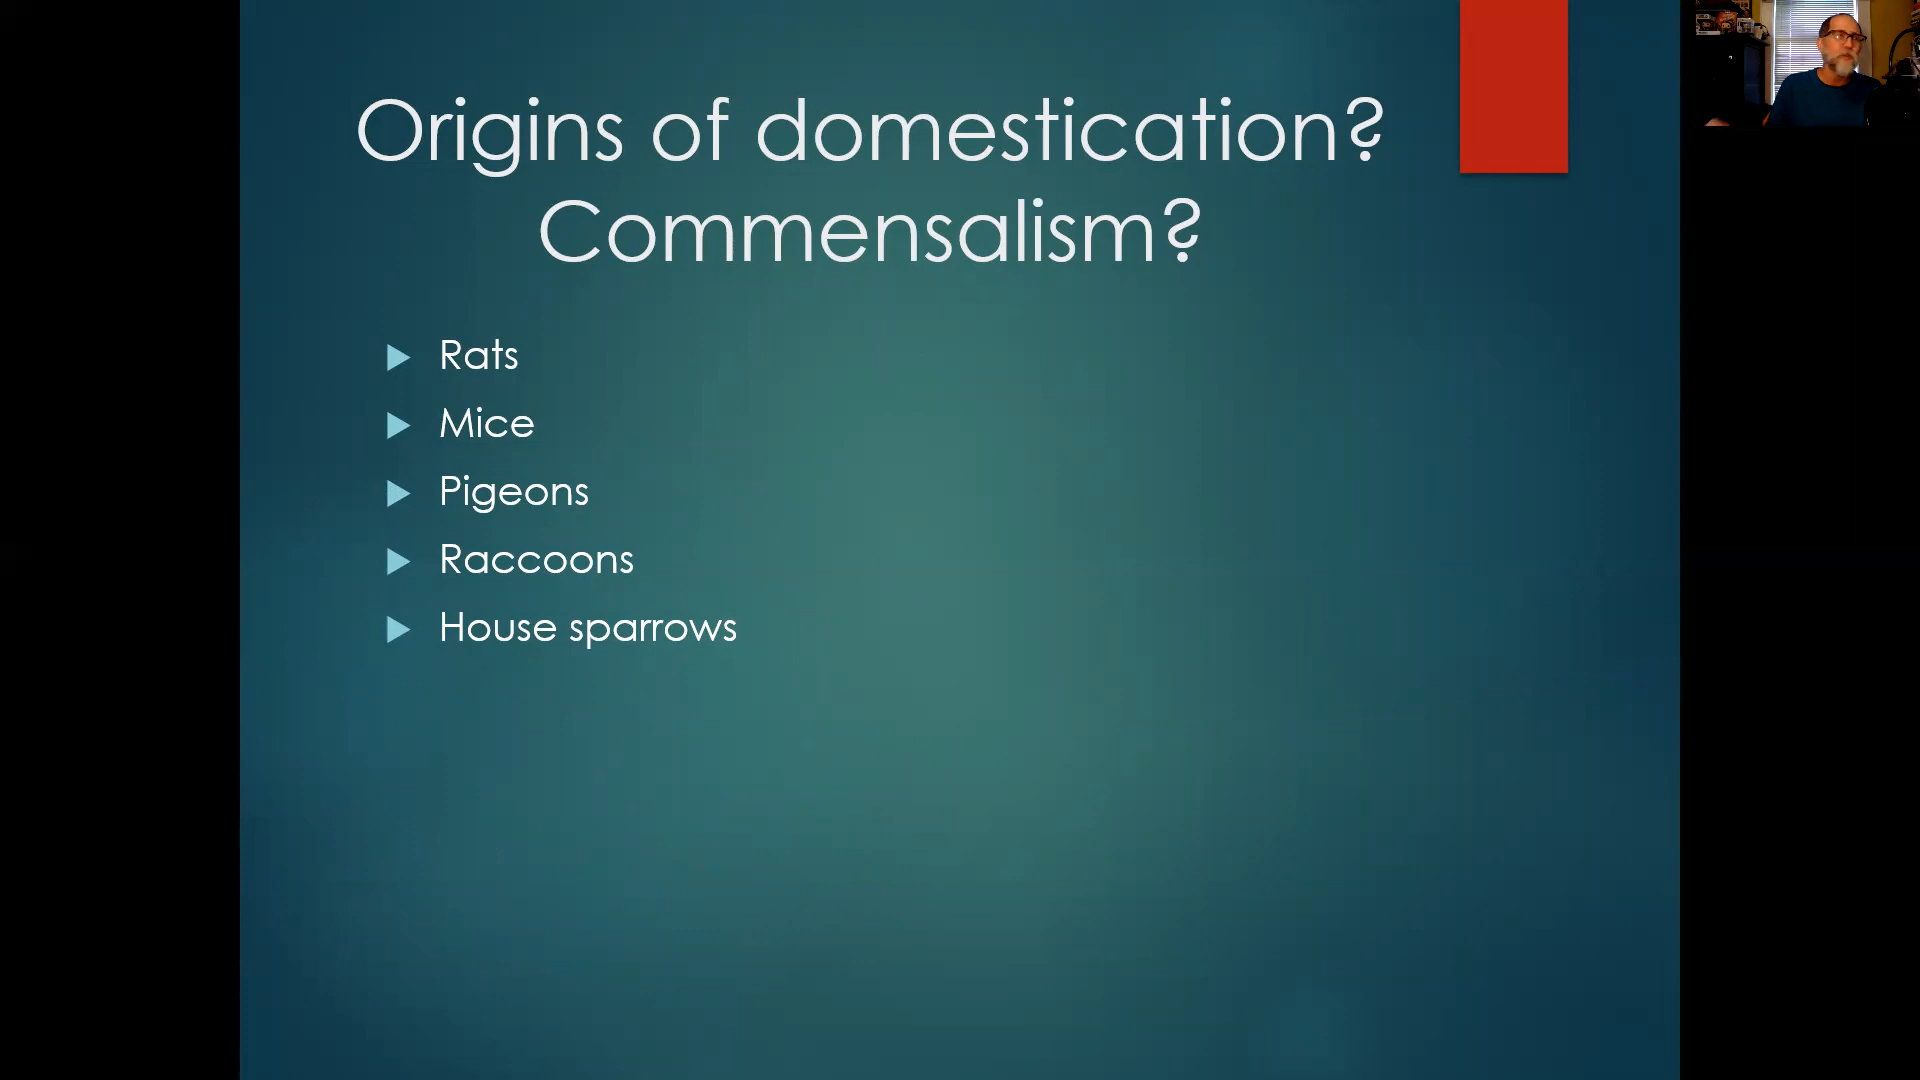 Origins of domestication?
Commensalism?
Rats
Mice
Pigeons
Raccoons
House sparrows